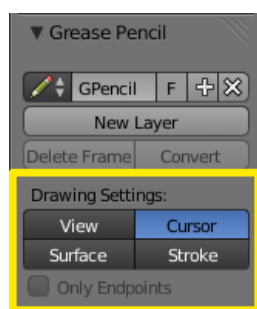 Grease Pencil
GPencil F
New Layer
Delete Frame Convert
Drawing Settings:
View Cursor
Surface Stroke
Only Endpoints